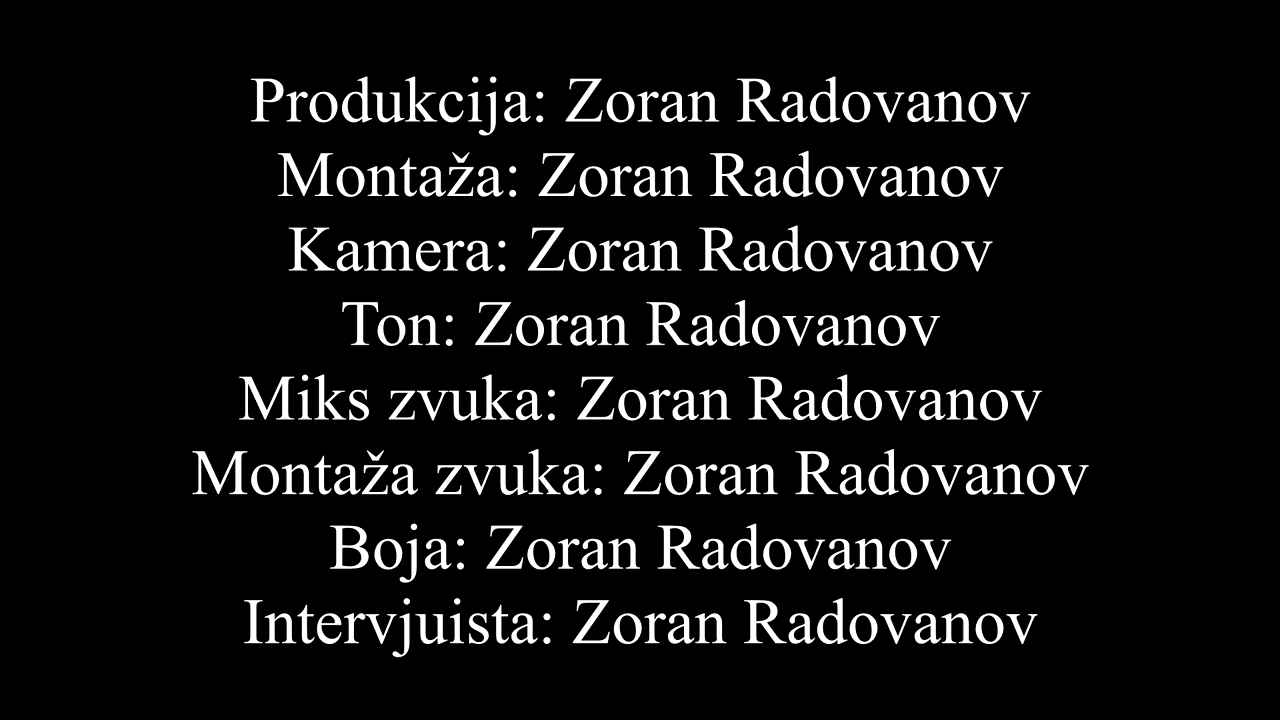 Produkcija: Zoran Radovanov
Montaža: Zoran Radovanov
Kamera: Zoran Radovanov
Ton: Zoran Radovanov
Miks zvuka: Zoran Radovanov
Montaža zvuka: Zoran Radovanov
Boja: Zoran Radovanov
Intervjuista: Zoran Radovanov